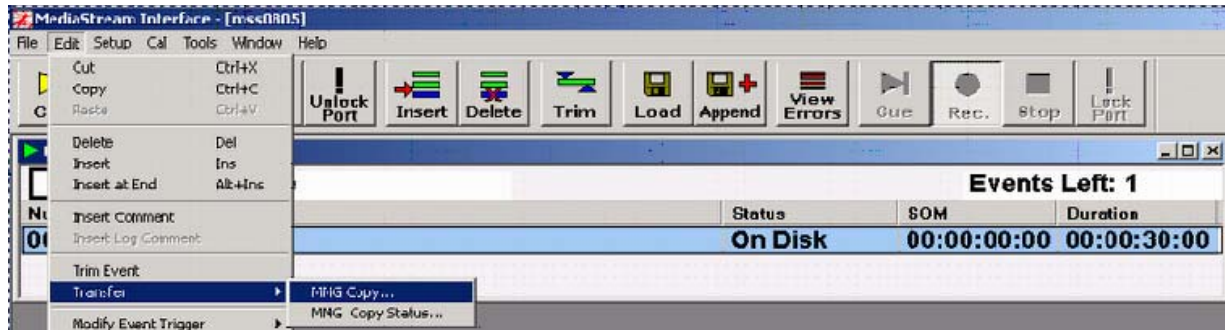 MediaStream Interface - [mss0805]
File Edit Setup Cal Tools Window Help
Cut Ctrl+X
Copy Ctrl+C
Paste Ctrl+V
Delete Del
Insert Ins
Insert at End Alt+Ins
Insert Comment
Insert Log Comment
Trim Event
Transfer
Modify Event Trigger
MNG Copy...
MNG Copy Status...
Unlock Port
Insert
Delete
Trim
Load
Append
View Errors
Cue
Rec.
Stop
Lock Port
Events Left: 1
Status SOM Duration
On Disk 00:00:00:00 00:00:30:00